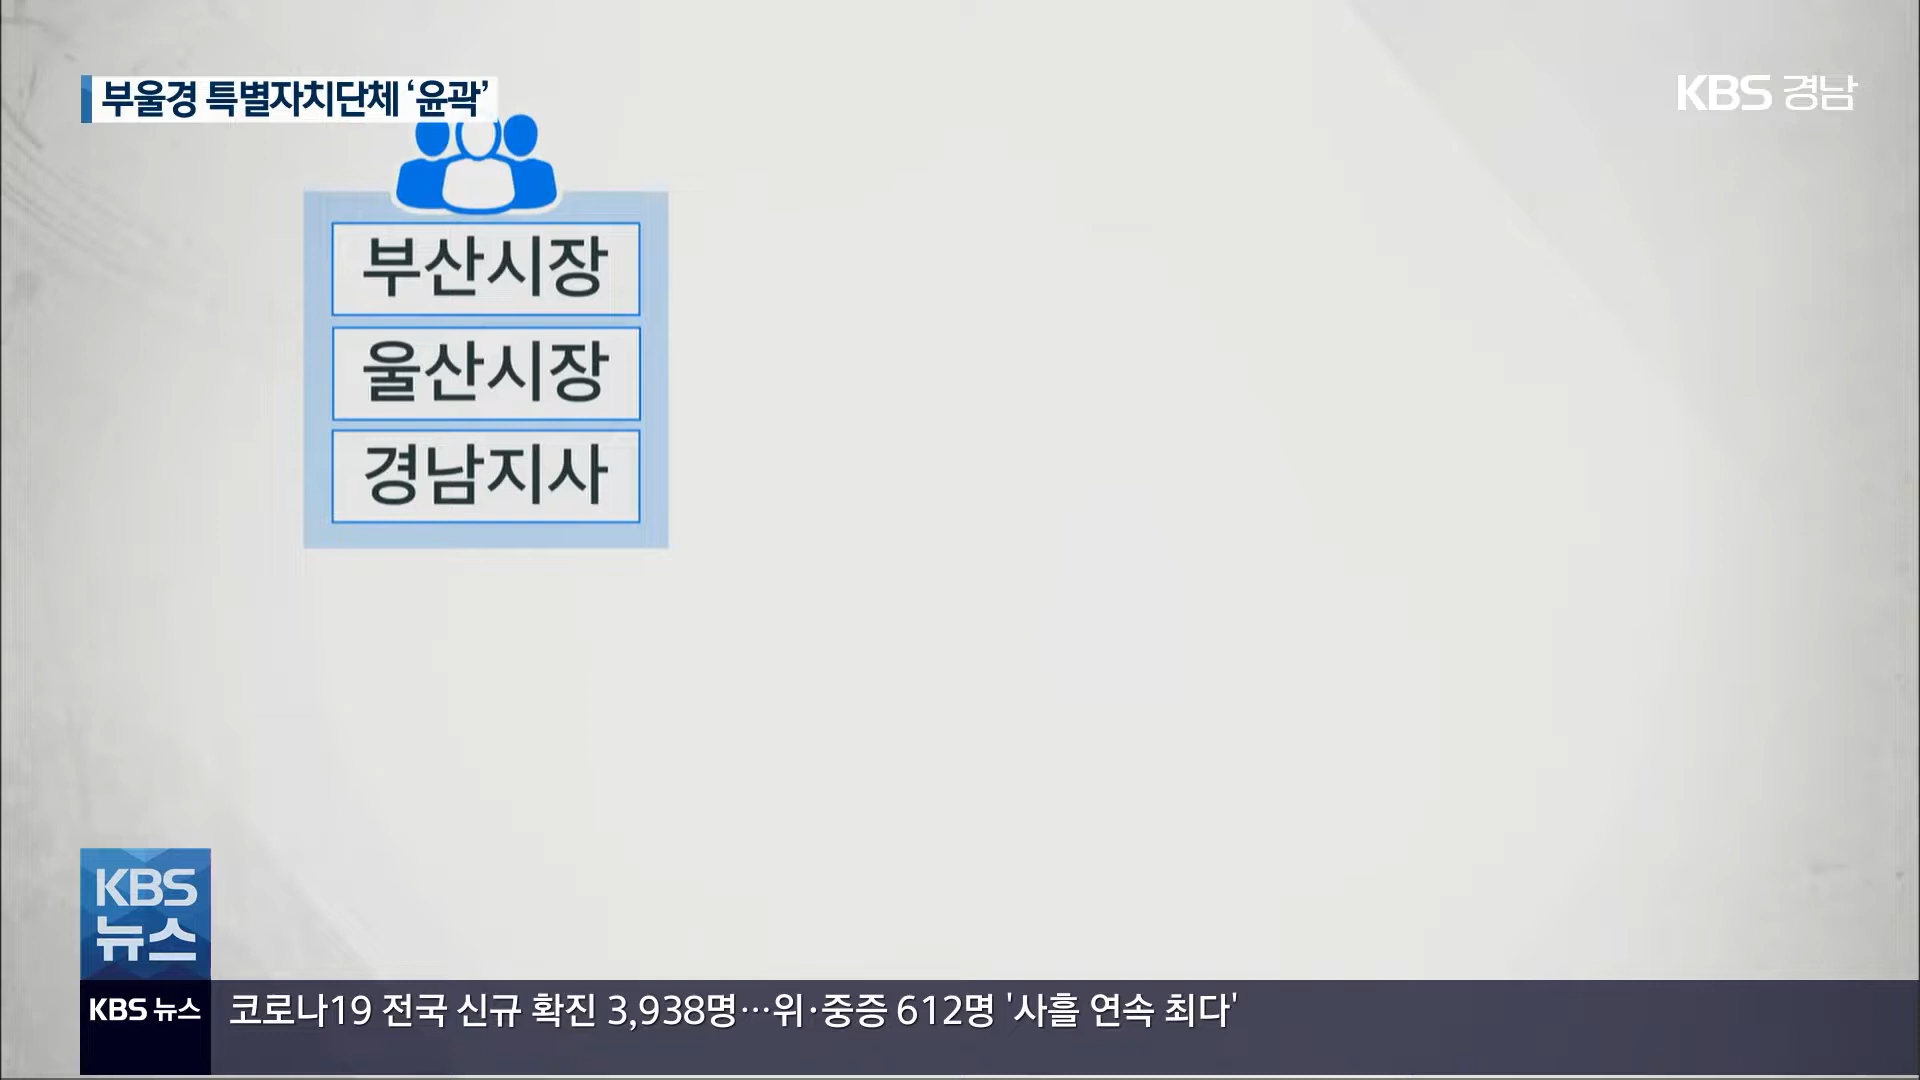 부울경 특별자치단체 ‘윤곽’
KBS 경남
부산시장
울산시장
경남지사
KBS
뉴스
KBS 뉴스 코로나19 전국 신규 확진 3,938명…위·중증 612명 '사흘 연속 최다'